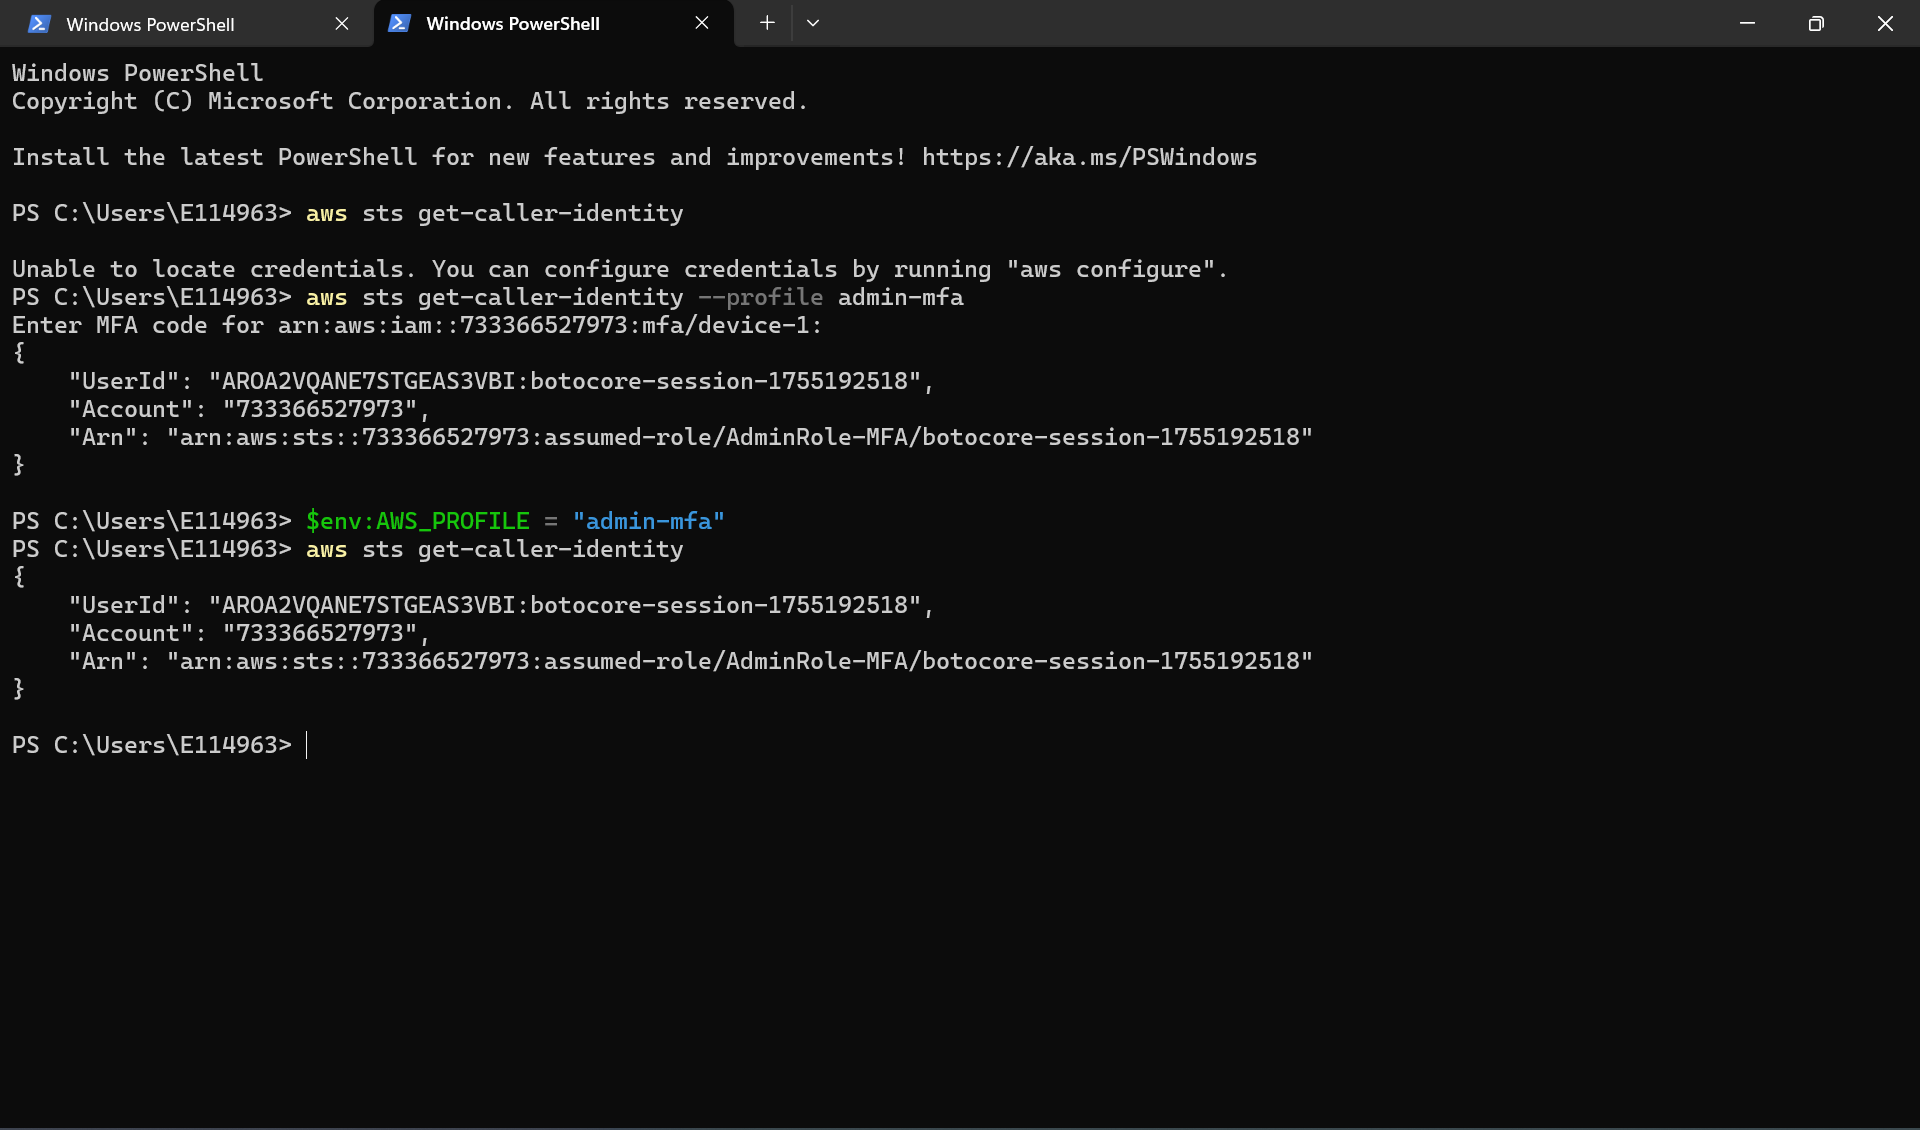 Windows PowerShell
Windows PowerShell
Windows PowerShell
Copyright (C) Microsoft Corporation. All rights reserved.
Install the latest PowerShell for new features and improvements! https://aka.ms/PSWindows
PS C:\Users\E114963> aws sts get-caller-identity
Unable to locate credentials. You can configure credentials by running "aws configure".
PS C:\Users\E114963> aws sts get-caller-identity --profile admin-mfa
Enter MFA code for arn:aws:iam::733366527973:mfa/device-1:
{
    "UserId": "AROA2VQANE7STGEAS3VBI:botocore-session-1755192518",
    "Account": "733366527973",
    "Arn": "arn:aws:sts::733366527973:assumed-role/AdminRole-MFA/botocore-session-1755192518"
}
PS C:\Users\E114963> $env:AWS_PROFILE = "admin-mfa"
PS C:\Users\E114963> aws sts get-caller-identity
{
    "UserId": "AROA2VQANE7STGEAS3VBI:botocore-session-1755192518",
    "Account": "733366527973",
    "Arn": "arn:aws:sts::733366527973:assumed-role/AdminRole-MFA/botocore-session-1755192518"
}
PS C:\Users\E114963>